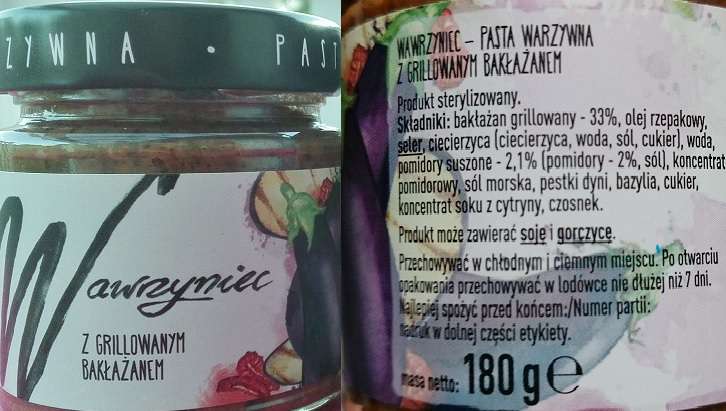 ZYWNA · PAST
Wawrzyniec
Z GRILLOWANYM
BAKŁAŻANEM
WAWRZYNIEC – PASTA WARZYWNA
Z GRILLOWANYM BAKŁAŻANEM
Produkt sterylizowany.
Składniki: bakłażan grillowany - 33%, olej rzepakowy,
seler, ciecierzyca (ciecierzyca, woda, sól, cukier), woda,
pomidory suszone - 2,1% (pomidory - 2%, sól), koncentrat
pomidorowy, sól morska, pestki dyni, bazylia, cukier,
koncentrat soku z cytryny, czosnek.
Produkt może zawierać soję i gorczycę.
Przechowywać w chłodnym i ciemnym miejscu. Po otwarciu
opakowania przechowywać w lodówce nie dłużej niż 7 dni.
Najlepiej spożyć przed końcem:/Numer partii:
nadruk w dolnej części etykiety.
masa netto: 180 g e